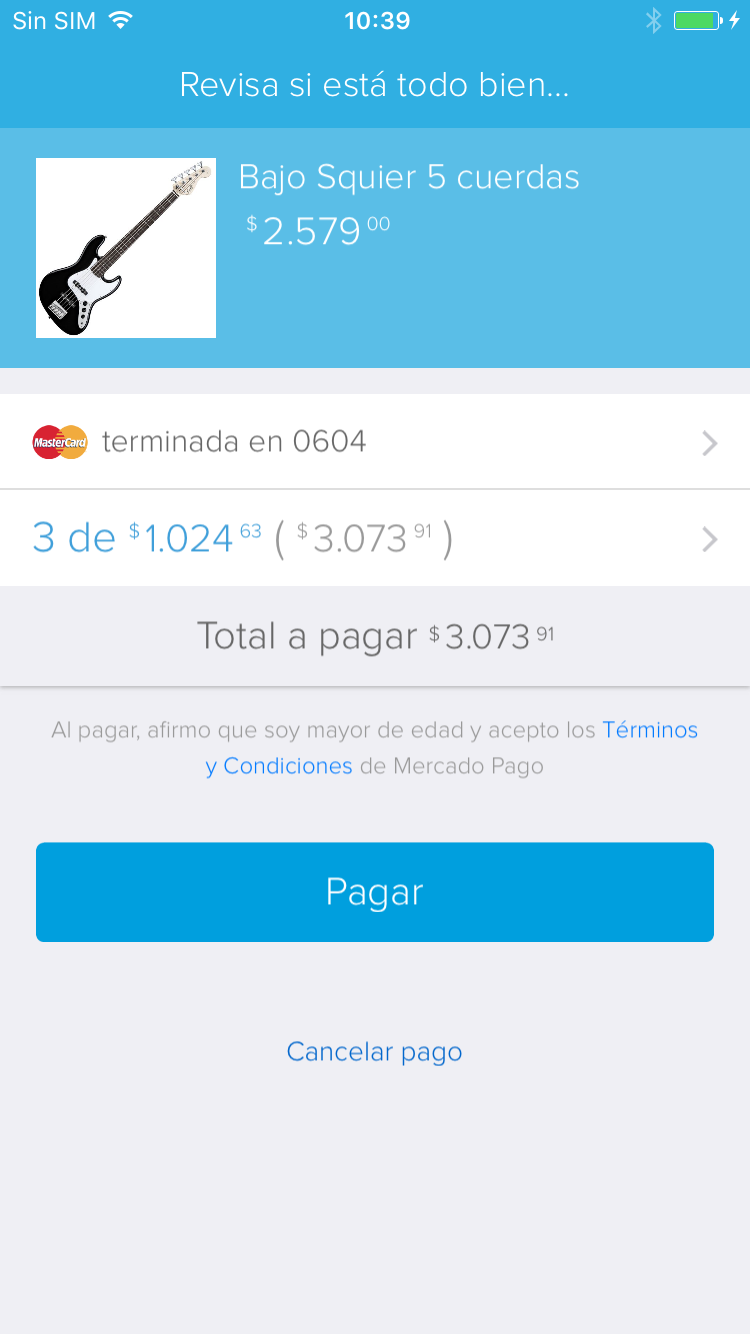 Sin SIM 10:39
Revisa si está todo bien...
Bajo Squier 5 cuerdas
$ 2.579 00
MasterCard terminada en 0604
3 de $ 1.024 63 ( $ 3.073 91 )
Total a pagar $ 3.073 91
Al pagar, afirmo que soy mayor de edad y acepto los Términos
y Condiciones de Mercado Pago
Pagar
Cancelar pago